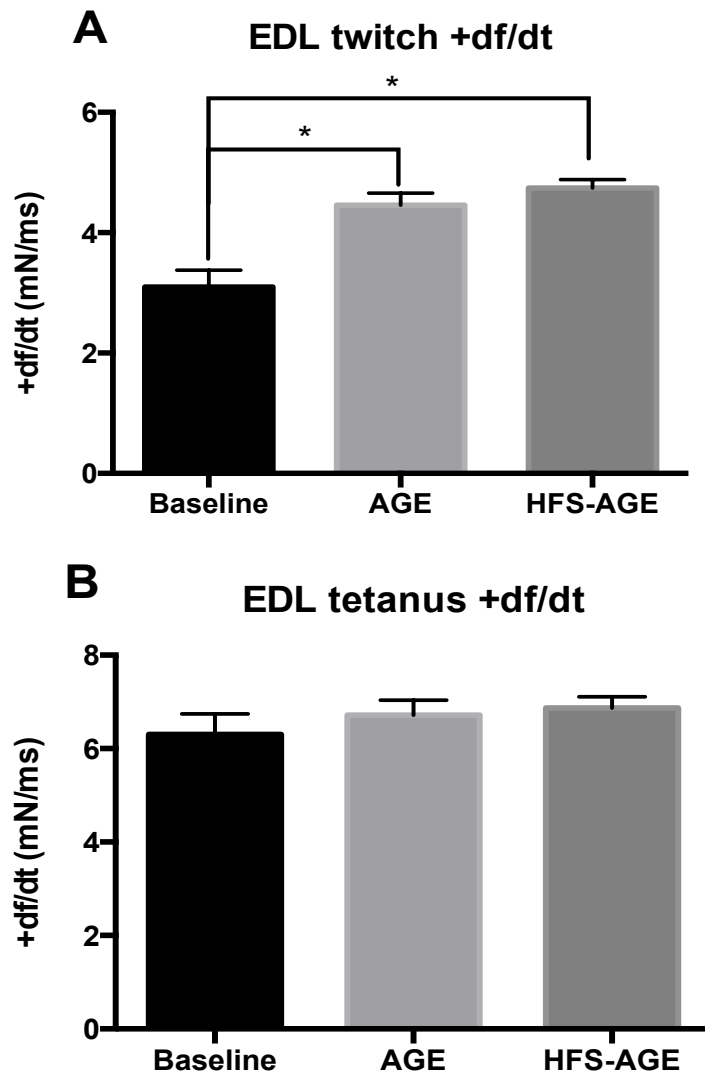 A
EDL twitch +df/dt
*
*
+df/dt (mN/ms)
6
4
2
0
Baseline AGE HFS-AGE
B
EDL tetanus +df/dt
+df/dt (mN/ms)
8
6
4
2
0
Baseline AGE HFS-AGE